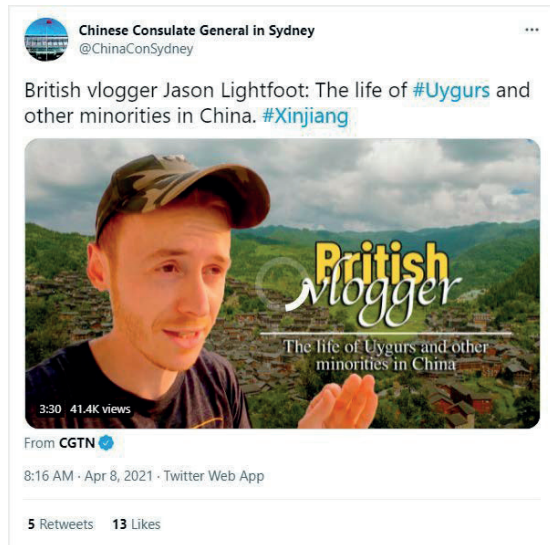 Chinese Consulate General in Sydney
@ChinaConSydney
British vlogger Jason Lightfoot: The life of #Uygurs and
other minorities in China. #Xinjiang
British
vlogger
The life of Uygurs and other
minorities in China
3:30 41.4K views
From CGTN
8:16 AM · Apr 8, 2021 · Twitter Web App
5 Retweets 13 Likes